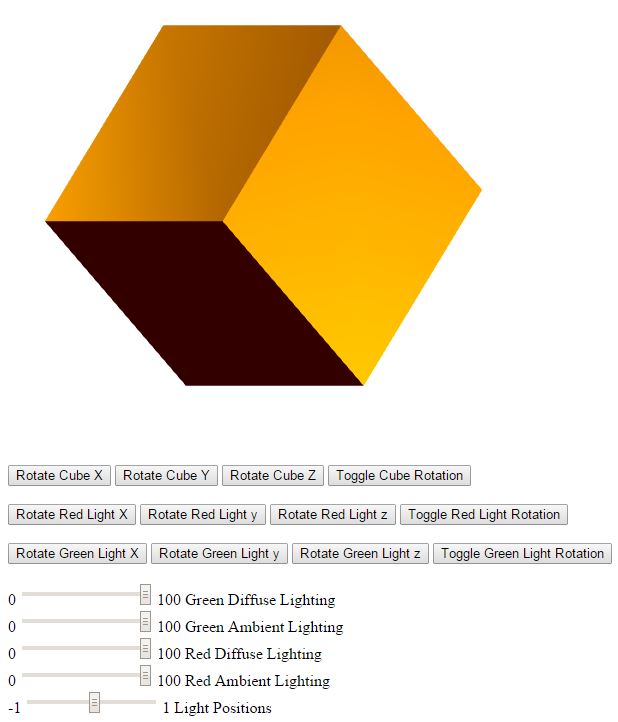 Rotate Cube X Rotate Cube Y Rotate Cube Z Toggle Cube Rotation
Rotate Red Light X Rotate Red Light y Rotate Red Light z Toggle Red Light Rotation
Rotate Green Light X Rotate Green Light y Rotate Green Light z Toggle Green Light Rotation
0 100 Green Diffuse Lighting
0 100 Green Ambient Lighting
0 100 Red Diffuse Lighting
0 100 Red Ambient Lighting
-1 1 Light Positions